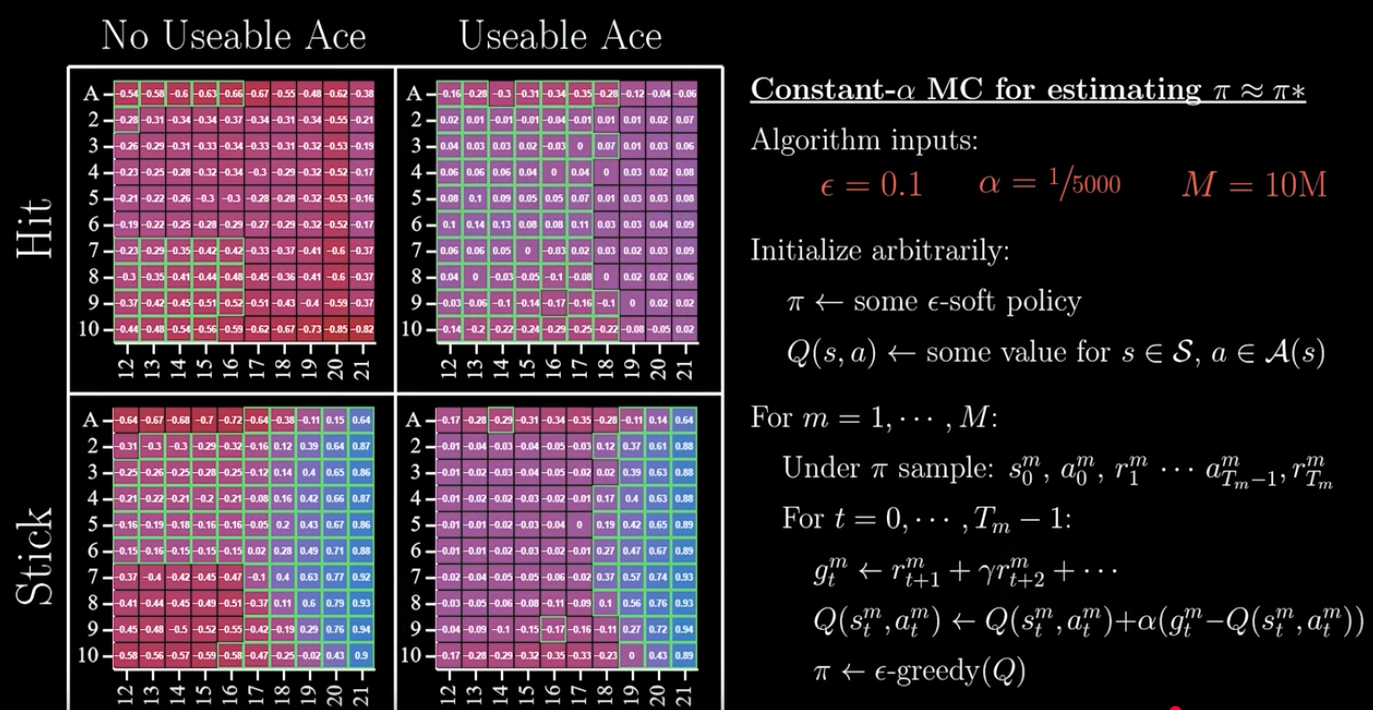 No Useable Ace Useable Ace
Hit
A -0.54 -0.58 -0.6 -0.63 -0.66 -0.67 -0.55 -0.48 -0.62 -0.38
2 -0.28 -0.31 -0.34 -0.34 -0.37 -0.34 -0.31 -0.34 -0.55 -0.21
3 -0.26 -0.29 -0.31 -0.33 -0.34 -0.33 -0.31 -0.32 -0.53 -0.19
4 -0.23 -0.25 -0.28 -0.32 -0.34 -0.3 -0.29 -0.32 -0.52 -0.17
5 -0.21 -0.22 -0.26 -0.3 -0.3 -0.28 -0.28 -0.32 -0.53 -0.16
6 -0.19 -0.22 -0.25 -0.28 -0.29 -0.27 -0.29 -0.32 -0.52 -0.17
7 -0.23 -0.29 -0.35 -0.42 -0.42 -0.33 -0.37 -0.41 -0.6 -0.37
8 -0.3 -0.35 -0.41 -0.44 -0.48 -0.45 -0.36 -0.41 -0.6 -0.37
9 -0.37 -0.42 -0.45 -0.51 -0.52 -0.51 -0.43 -0.4 -0.59 -0.37
10 -0.44 -0.48 -0.54 -0.56 -0.59 -0.62 -0.67 -0.73 -0.85 -0.82
12 13 14 15 16 17 18 19 20 21
A -0.16 -0.28 -0.3 -0.31 -0.34 -0.35 -0.28 -0.12 -0.04 -0.06
2 0.02 0.01 -0.01 -0.01 -0.04 -0.01 0.01 0.01 0.02 0.07
3 0.04 0.03 0.03 0.02 -0.03 0 0.07 0.01 0.03 0.06
4 0.06 0.06 0.06 0.04 0 0.04 0 0.03 0.02 0.08
5 0.08 0.1 0.09 0.05 0.05 0.07 0.01 0.03 0.03 0.08
6 0.1 0.14 0.13 0.08 0.08 0.11 0.03 0.03 0.04 0.09
7 0.06 0.06 0.05 0 -0.03 0.02 0.03 0.02 0.03 0.09
8 0.04 0 -0.03 -0.05 -0.1 -0.08 0 0.02 0.02 0.06
9 -0.03 -0.06 -0.1 -0.14 -0.17 -0.16 -0.1 0 0.02 0.02
10 -0.14 -0.2 -0.22 -0.24 -0.29 -0.25 -0.22 -0.08 -0.05 0.02
12 13 14 15 16 17 18 19 20 21
Stick
A -0.64 -0.67 -0.68 -0.7 -0.72 -0.64 -0.38 -0.11 0.15 0.64
2 -0.31 -0.3 -0.3 -0.29 -0.32 -0.16 0.12 0.39 0.64 0.87
3 -0.25 -0.26 -0.25 -0.28 -0.25 -0.12 0.14 0.4 0.65 0.86
4 -0.21 -0.22 -0.21 -0.2 -0.21 -0.08 0.16 0.42 0.66 0.87
5 -0.16 -0.19 -0.18 -0.16 -0.16 -0.05 0.2 0.43 0.67 0.86
6 -0.15 -0.16 -0.15 -0.15 -0.15 0.02 0.28 0.49 0.71 0.88
7 -0.37 -0.4 -0.42 -0.45 -0.47 -0.1 0.4 0.63 0.77 0.92
8 -0.41 -0.44 -0.45 -0.49 -0.51 -0.37 0.11 0.6 0.79 0.93
9 -0.45 -0.48 -0.5 -0.52 -0.55 -0.42 -0.19 0.29 0.76 0.94
10 -0.58 -0.56 -0.57 -0.59 -0.58 -0.47 -0.25 -0.02 0.43 0.9
12 13 14 15 16 17 18 19 20 21
A -0.17 -0.28 -0.29 -0.31 -0.34 -0.35 -0.28 -0.11 0.14 0.64
2 -0.01 -0.04 -0.03 -0.04 -0.05 -0.03 0.12 0.37 0.61 0.88
3 -0.01 -0.02 -0.03 -0.04 -0.05 -0.02 0.02 0.39 0.63 0.88
4 -0.01 -0.02 -0.02 -0.03 -0.02 -0.01 0.17 0.4 0.63 0.88
5 -0.01 -0.01 -0.02 -0.03 -0.04 0 0.19 0.42 0.65 0.89
6 -0.01 -0.01 -0.02 -0.03 -0.02 -0.01 0.27 0.47 0.67 0.89
7 -0.02 -0.04 -0.05 -0.05 -0.06 -0.02 0.37 0.57 0.74 0.93
8 -0.03 -0.05 -0.06 -0.08 -0.11 -0.09 0.1 0.56 0.76 0.93
9 -0.04 -0.09 -0.1 -0.15 -0.17 -0.16 -0.11 0.27 0.72 0.94
10 -0.17 -0.28 -0.29 -0.32 -0.35 -0.33 -0.23 0 0.43 0.89
12 13 14 15 16 17 18 19 20 21
Constant-α MC for estimating π ≈ π*
Algorithm inputs:
ϵ = 0.1 α = 1/5000 M = 10M
Initialize arbitrarily:
π ← some ϵ-soft policy
Q(s, a) ← some value for s ∈ 𝒮, a ∈ 𝒜(s)
For m = 1, ⋯ , M:
Under π sample: s_0^m, a_0^m, r_1^m ⋯ a_{T_m−1}^m, r_{T_m}^m
For t = 0, ⋯ , T_m − 1:
g_t^m ← r_{t+1}^m + γr_{t+2}^m + ⋯
Q(s_t^m, a_t^m) ← Q(s_t^m, a_t^m)+α(g_t^m−Q(s_t^m, a_t^m))
π ← ϵ-greedy(Q)